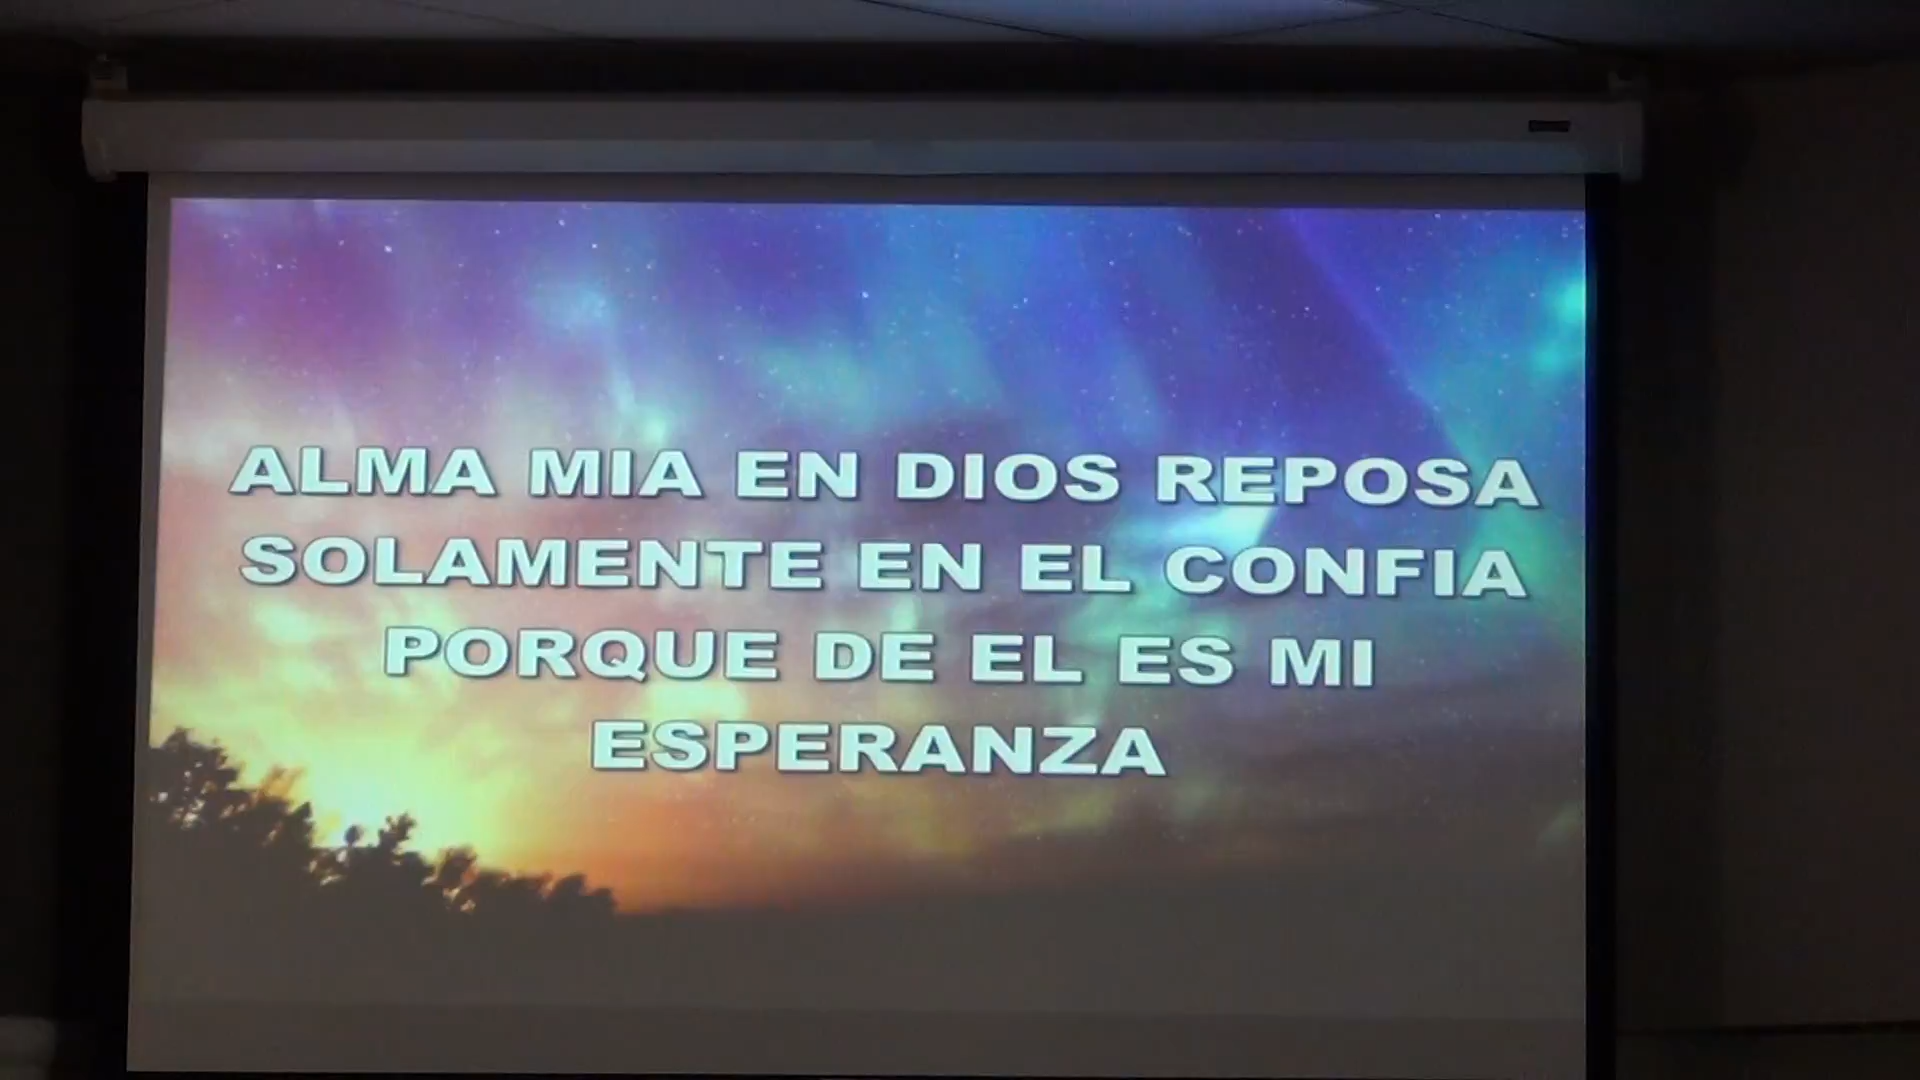 ALMA MIA EN DIOS REPOSA
SOLAMENTE EN EL CONFIA
PORQUE DE EL ES MI
ESPERANZA